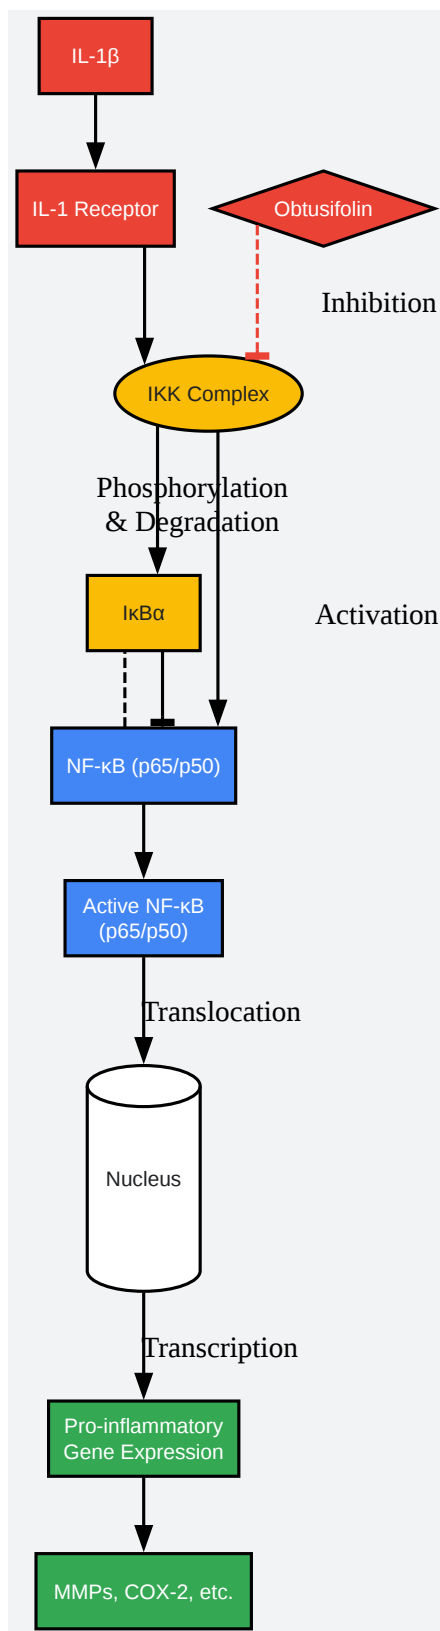 IL-1β
IL-1 Receptor
Obtusifolin
Inhibition
IKK Complex
Phosphorylation
& Degradation
IκBα
Activation
NF-κB (p65/p50)
Active NF-κB
(p65/p50)
Translocation
Nucleus
Transcription
Pro-inflammatory
Gene Expression
MMPs, COX-2, etc.